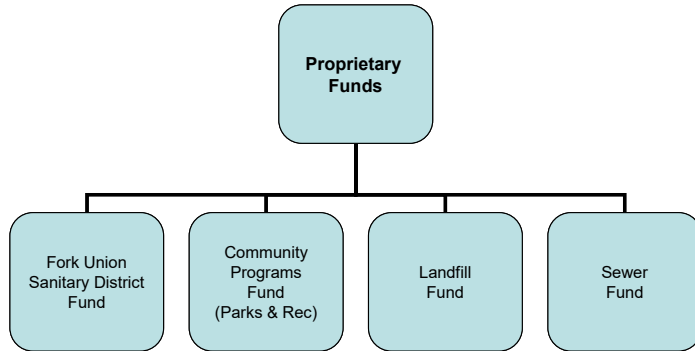 Proprietary
Funds
Fork Union
Sanitary District
Fund
Community
Programs
Fund
(Parks & Rec)
Landfill
Fund
Sewer
Fund